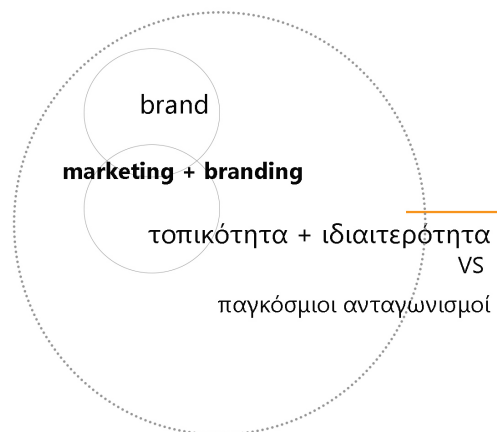 brand
marketing + branding
τοπικότητα + ιδιαιτερότητα
VS
παγκόσμιοι ανταγωνισμοί